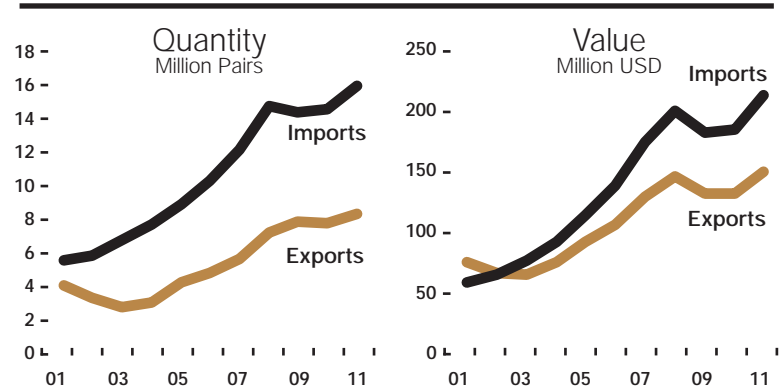 Quantity
Million Pairs
18
16
14
12
10
8
6
4
2
0
Imports
Exports
01 03 05 07 09 11
Value
Million USD
250
200
150
100
50
0
Imports
Exports
01 03 05 07 09 11